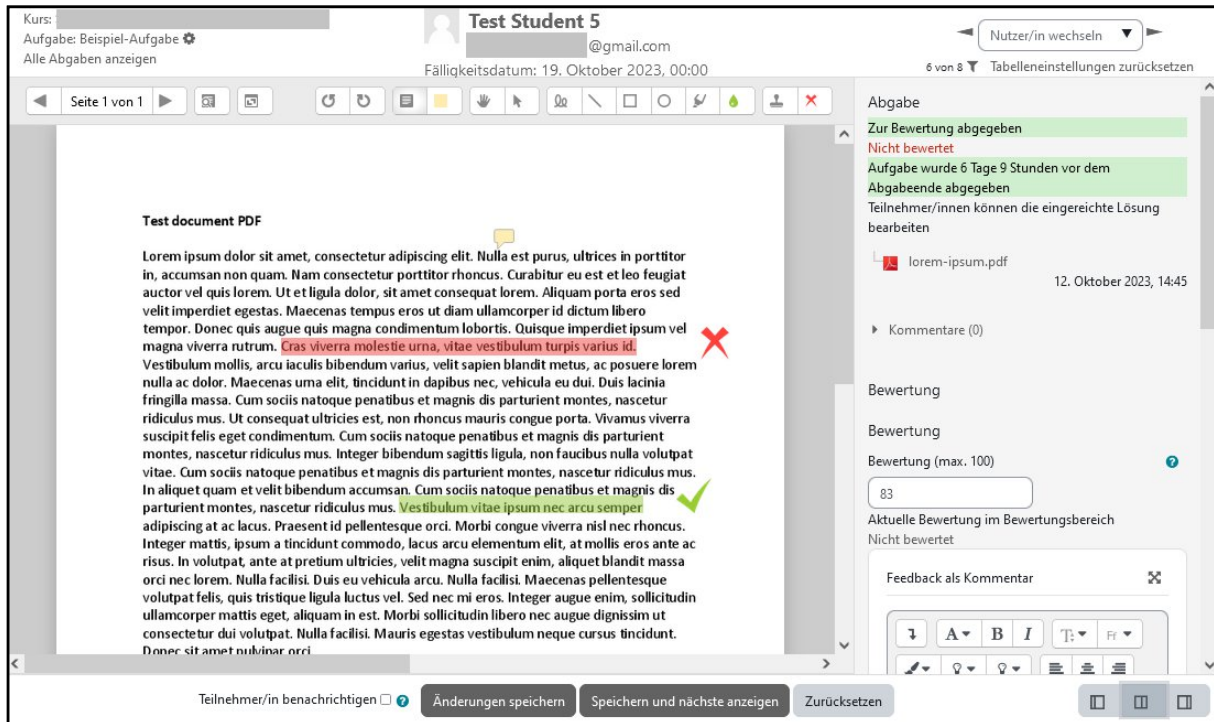 Kurs:
Aufgabe: Beispiel-Aufgabe
Alle Abgaben anzeigen
Test Student 5
@gmail.com
Fälligkeitsdatum: 19. Oktober 2023, 00:00
Nutzer/in wechseln
6 von 8 Tabelleneinstellungen zurücksetzen
Seite 1 von 1
Test document PDF
Lorem ipsum dolor sit amet, consectetur adipiscing elit. Nulla est purus, ultrices in porttitor
in, accumsan non quam. Nam consectetur porttitor rhoncus. Curabitur eu est et leo feugiat
auctor vel quis lorem. Ut et ligula dolor, sit amet consequat lorem. Aliquam porta eros sed
velit imperdiet egestas. Maecenas tempus eros ut diam ullamcorper id dictum libero
tempor. Donec quis augue quis magna condimentum lobortis. Quisque imperdiet ipsum vel
magna viverra rutrum. Cras viverra molestie urna, vitae vestibulum turpis varius id.
Vestibulum mollis, arcu iaculis bibendum varius, velit sapien blandit metus, ac posuere lorem
nulla ac dolor. Maecenas urna elit, tincidunt in dapibus nec, vehicula eu dui. Duis lacinia
fringilla massa. Cum sociis natoque penatibus et magnis dis parturient montes, nascetur
ridiculus mus. Ut consequat ultricies est, non rhoncus mauris congue porta. Vivamus viverra
suscipit felis eget condimentum. Cum sociis natoque penatibus et magnis dis parturient
montes, nascetur ridiculus mus. Integer bibendum sagittis ligula, non faucibus nulla volutpat
vitae. Cum sociis natoque penatibus et magnis dis parturient montes, nascetur ridiculus mus.
In aliquet quam et velit bibendum accumsan. Cum sociis natoque penatibus et magnis dis
parturient montes, nascetur ridiculus mus. Vestibulum vitae ipsum nec arcu semper
adipiscing at ac lacus. Praesent id pellentesque orci. Morbi congue viverra nisl nec rhoncus.
Integer mattis, ipsum a tincidunt commodo, lacus arcu elementum elit, at mollis eros ante ac
risus. In volutpat, ante at pretium ultricies, velit magna suscipit enim, aliquet blandit massa
orci nec lorem. Nulla facilisi. Duis eu vehicula arcu. Nulla facilisi. Maecenas pellentesque
volutpat felis, quis tristique ligula luctus vel. Sed nec mi eros. Integer augue enim, sollicitudin
ullamcorper mattis eget, aliquam in est. Morbi sollicitudin libero nec augue dignissim ut
consectetur dui volutpat. Nulla facilisi. Mauris egestas vestibulum neque cursus tincidunt.
Donec sit amet pulvinar orci
Abgabe
Zur Bewertung abgegeben
Nicht bewertet
Aufgabe wurde 6 Tage 9 Stunden vor dem
Abgabeende abgegeben
Teilnehmer/innen können die eingereichte Lösung
bearbeiten
lorem-ipsum.pdf
12. Oktober 2023, 14:45
Kommentare (0)
Bewertung
Bewertung
Bewertung (max. 100)
83
Aktuelle Bewertung im Bewertungsbereich
Nicht bewertet
Feedback als Kommentar
A B I T: Ff
Teilnehmer/in benachrichtigen Änderungen speichern Speichern und nächste anzeigen Zurücksetzen